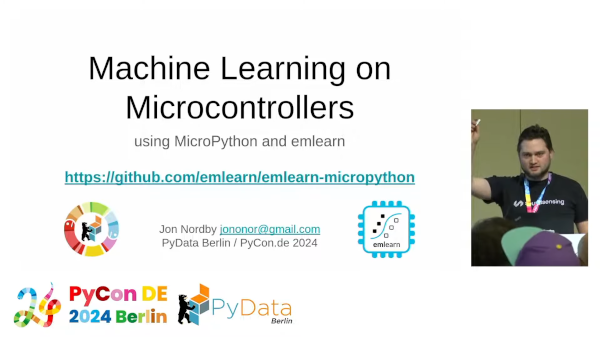 Machine Learning on
Microcontrollers
using MicroPython and emlearn
https://github.com/emlearn/emlearn-micropython
Jon Nordby jononor@gmail.com
PyData Berlin / PyCon.de 2024
emlearn
PyCon DE
2024 Berlin
PyData
Berlin